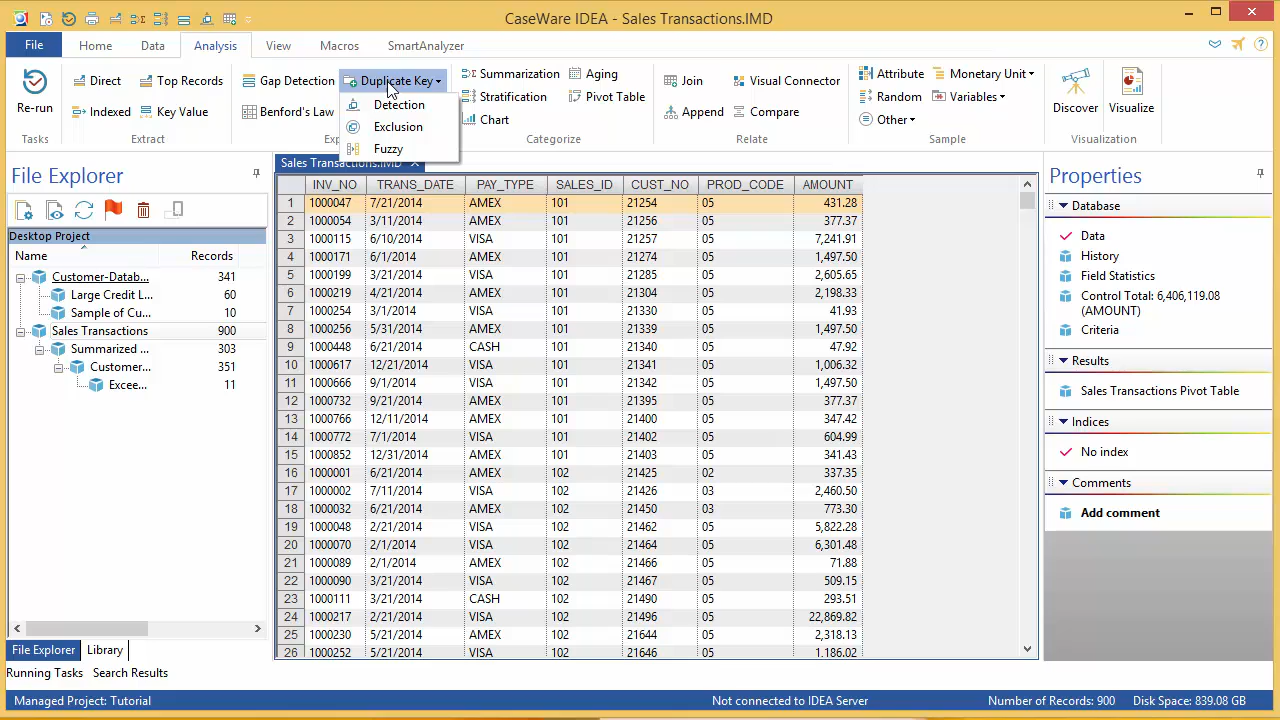 CaseWare IDEA - Sales Transactions.IMD
File Home Data Analysis View Macros SmartAnalyzer
Re-run
Tasks
Direct Top Records
Indexed Key Value
Extract
Gap Detection Duplicate Key
Benford's Law
Exp
Detection
Exclusion
Fuzzy
Summarization Aging
Stratification Pivot Table
Chart
Categorize
Join Visual Connector
Append Compare
Relate
Attribute Monetary Unit
Random Variables
Other
Sample
Discover Visualize
File Explorer
Desktop Project
Name Records
Customer-Datab... 341
Large Credit L... 60
Sample of Cu... 10
Sales Transactions 900
Summarized ... 303
Customer... 351
Excee... 11
File Explorer Library
Sales Transactions.IMD
INV_NO TRANS_DATE PAY_TYPE SALES_ID CUST_NO PROD_CODE AMOUNT
1 1000047 7/21/2014 AMEX 101 21254 05 431.28
2 1000054 3/11/2014 AMEX 101 21256 05 377.37
3 1000115 6/10/2014 VISA 101 21257 05 7,241.91
4 1000171 6/1/2014 AMEX 101 21274 05 1,497.50
5 1000199 3/21/2014 VISA 101 21285 05 2,605.65
6 1000219 4/21/2014 AMEX 101 21304 05 2,198.33
7 1000254 3/1/2014 VISA 101 21330 05 41.93
8 1000256 5/31/2014 AMEX 101 21339 05 1,497.50
9 1000448 6/21/2014 CASH 101 21340 05 47.92
10 1000617 12/21/2014 VISA 101 21341 05 1,006.32
11 1000666 9/1/2014 VISA 101 21342 05 1,497.50
12 1000732 9/21/2014 AMEX 101 21395 05 377.37
13 1000766 12/11/2014 AMEX 101 21400 05 347.42
14 1000772 7/1/2014 VISA 101 21402 05 604.99
15 1000852 12/31/2014 AMEX 101 21403 05 341.43
16 1000001 6/21/2014 AMEX 102 21425 02 337.35
17 1000002 7/11/2014 VISA 102 21426 03 2,460.50
18 1000032 6/21/2014 AMEX 102 21450 03 773.30
19 1000048 2/21/2014 VISA 102 21462 05 5,822.28
20 1000070 2/1/2014 VISA 102 21464 05 6,301.48
21 1000089 2/1/2014 AMEX 102 21466 05 71.88
22 1000090 3/21/2014 VISA 102 21467 05 509.15
23 1000111 3/21/2014 CASH 102 21490 05 293.51
24 1000217 5/21/2014 VISA 102 21496 05 22,869.82
25 1000230 5/21/2014 AMEX 102 21644 05 2,318.13
26 1000252 5/21/2014 VISA 102 21646 05 1,186.02
Properties
Database
Data
History
Field Statistics
Control Total: 6,406,119.08
(AMOUNT)
Criteria
Results
Sales Transactions Pivot Table
Indices
No index
Comments
Add comment
Running Tasks Search Results
Managed Project: Tutorial Not connected to IDEA Server Number of Records: 900 Disk Space: 839.08 GB